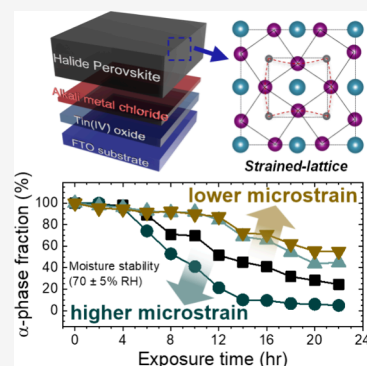 Halide Perovskite
Alkali metal chloride
Tin(IV) oxide
FTO substrate
Strained-lattice
α-phase fraction (%)
100
80
60
40
20
0
lower microstrain
Moisture stability
(70 ± 5% RH)
higher microstrain
0 4 8 12 16 20 24
Exposure time (hr)